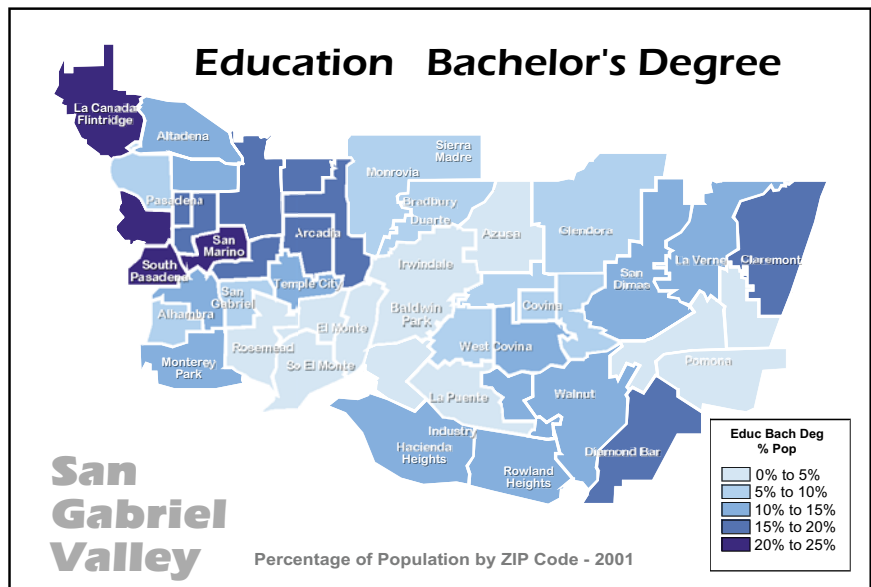 Education Bachelor's Degree
La Canada
Flintridge
Altadena
Sierra
Madre
Monrovia
Pasadena
Bradbury
Duarte
Azusa
Glendora
San
Marino
Arcadia
South
Pasadena
Irwindale
San
Dimas
La Verne
Claremont
Temple City
San
Gabriel
Alhambra
El Monte
Baldwin
Park
Covina
Rosemead
West Covina
Monterey
Park
So El Monte
Pomona
La Puente
Walnut
Industry
Hacienda
Heights
Rowland
Heights
Diamond Bar
Educ Bach Deg
% Pop
0% to 5%
5% to 10%
10% to 15%
15% to 20%
20% to 25%
San
Gabriel
Valley
Percentage of Population by ZIP Code - 2001